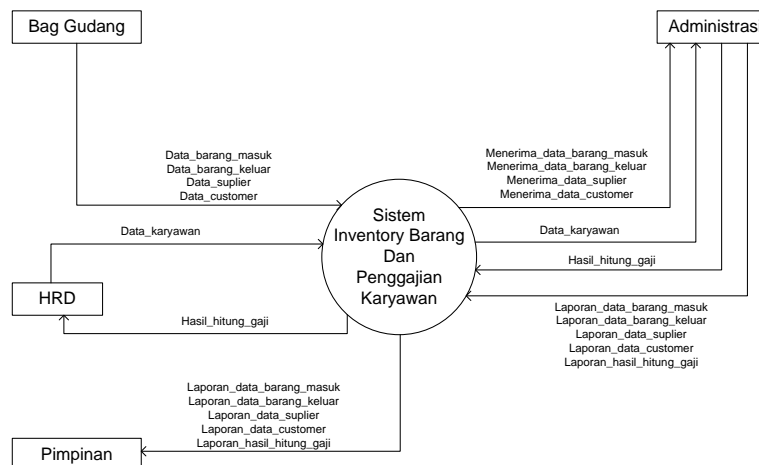 Bag Gudang
Administrasi
Data_barang_masuk
Data_barang_keluar
Data_suplier
Data_customer
Menerima_data_barang_masuk
Menerima_data_barang_keluar
Menerima_data_suplier
Menerima_data_customer
Sistem
Inventory Barang
Dan
Penggajian
Karyawan
Data_karyawan
Data_karyawan
Hasil_hitung_gaji
HRD
Hasil_hitung_gaji
Laporan_data_barang_masuk
Laporan_data_barang_keluar
Laporan_data_suplier
Laporan_data_customer
Laporan_hasil_hitung_gaji
Laporan_data_barang_masuk
Laporan_data_barang_keluar
Laporan_data_suplier
Laporan_data_customer
Laporan_hasil_hitung_gaji
Pimpinan